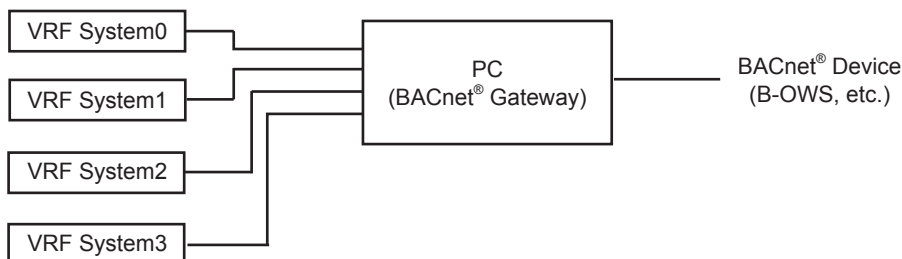 VRF System0
VRF System1
VRF System2
VRF System3
PC
(BACnet® Gateway)
BACnet® Device
(B-OWS, etc.)